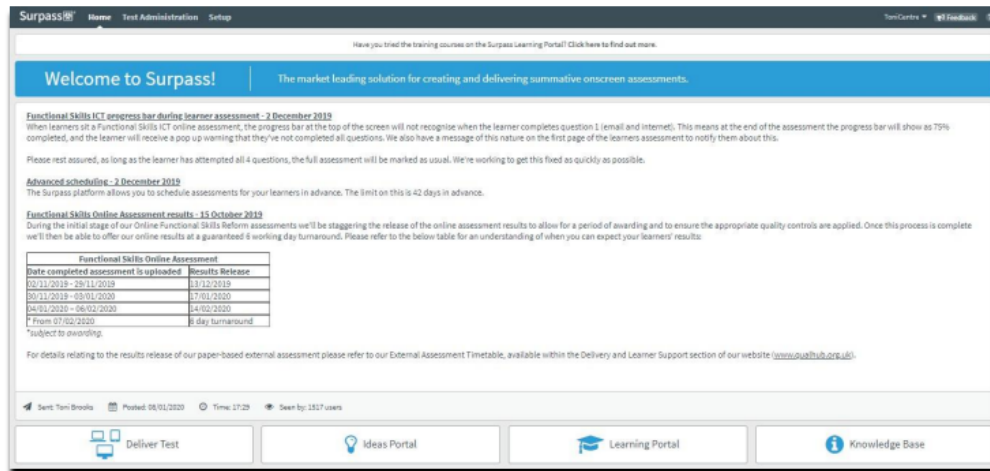 Surpass Home Test Administration Setup ToniCentre Feedback
Have you tried the training courses on the Surpass Learning Portal? Click here to find out more.
Welcome to Surpass! The market leading solution for creating and delivering summative onscreen assessments.
Functional Skills ICT progress bar during learner assessment - 2 December 2019
When learners sit a Functional Skills ICT online assessment, the progress bar at the top of the screen will not recognise when the learner completes question 1 (email and internet). This means at the end of the assessment the progress bar will show as 75%
completed, and the learner will receive a pop up warning that they've not completed all questions. We also have a message of this nature on the first page of the learners assessment to notify them about this.
Please rest assured, as long as the learner has attempted all 4 questions, the full assessment will be marked as usual. We're working to get this fixed as quickly as possible.
Advanced scheduling - 2 December 2019
The Surpass platform allows you to schedule assessments for your learners in advance. The limit on this is 42 days in advance.
Functional Skills Online Assessment results - 15 October 2019
During the initial stage of our Online Functional Skills Reform assessments we'll be staggering the release of the online assessment results to allow for a period of awarding and to ensure the appropriate quality controls are applied. Once this process is complete
we'll then be able to offer our online results at a guaranteed 6 working day turnaround. Please refer to the below table for an understanding of when you can expect your learners' results:
Functional Skills Online Assessment
Date completed assessment is uploaded Results Release
02/11/2019 - 29/11/2019 13/12/2019
30/11/2019 - 03/01/2020 17/01/2020
04/01/2020 – 06/02/2020 14/02/2020
* From 07/02/2020 6 day turnaround
*subject to awarding.
For details relating to the results release of our paper-based external assessment please refer to our External Assessment Timetable, available within the Delivery and Learner Support section of our website (www.qualhub.org.uk).
Sent: Toni Brooks Posted: 08/01/2020 Time: 17:29 Seen by: 1517 users
Deliver Test Ideas Portal Learning Portal Knowledge Base